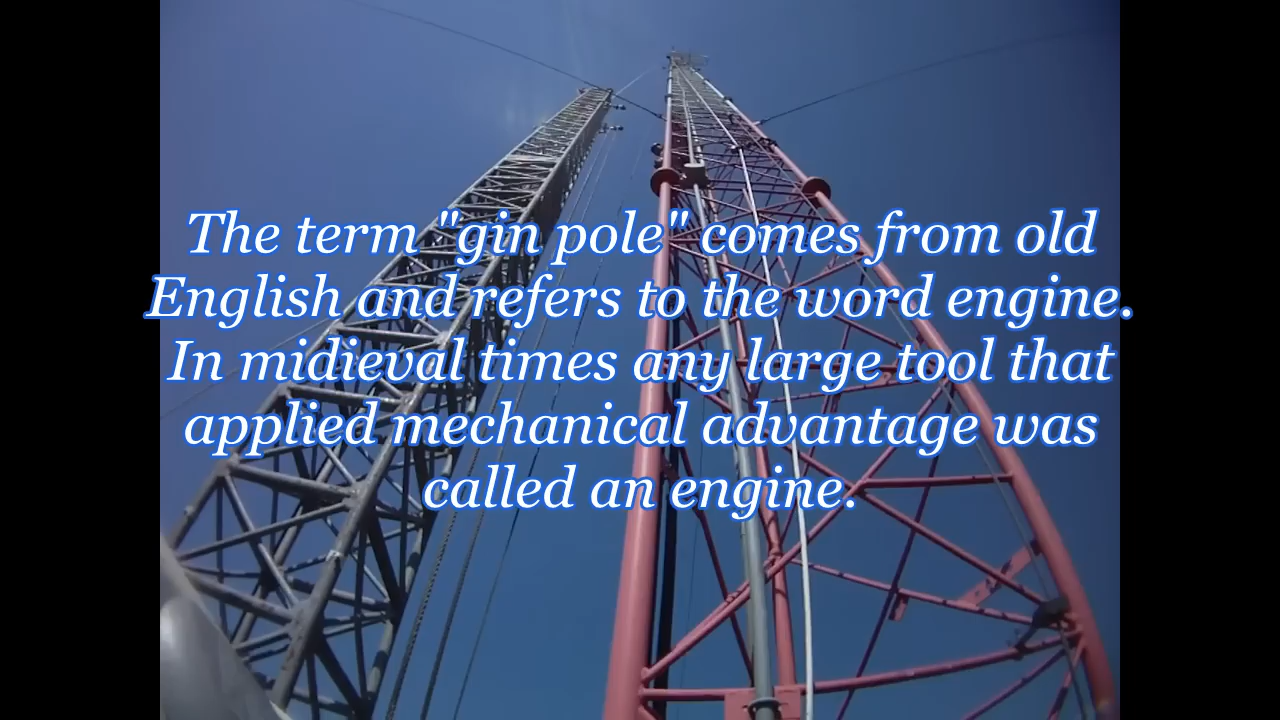 The term "gin pole" comes from old
English and refers to the word engine.
In midieval times any large tool that
applied mechanical advantage was
called an engine.